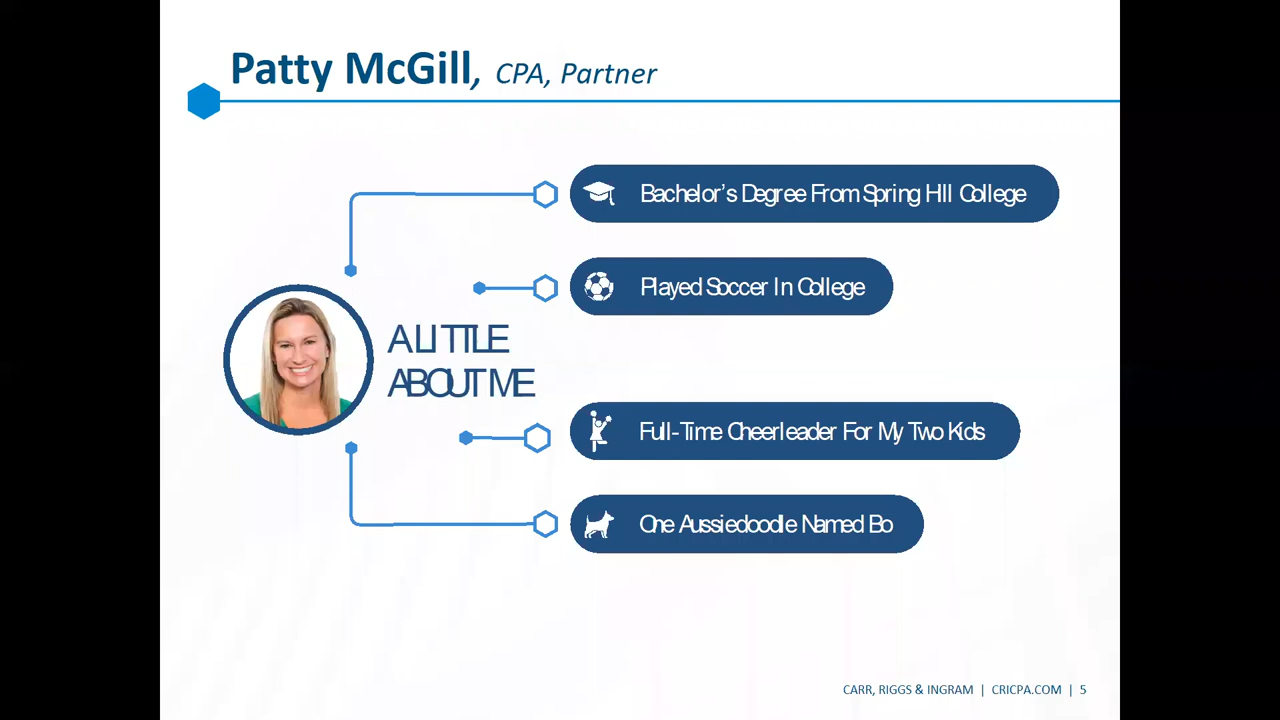 Patty McGill, CPA, Partner
Bachelor's Degree From Spring Hill College
Played Soccer In College
A LITTLE
ABOUT ME
Full-Time Cheerleader For My Two Kids
One Aussiedoodle Named Bo
CARR, RIGGS & INGRAM | CRICPA.COM | 5